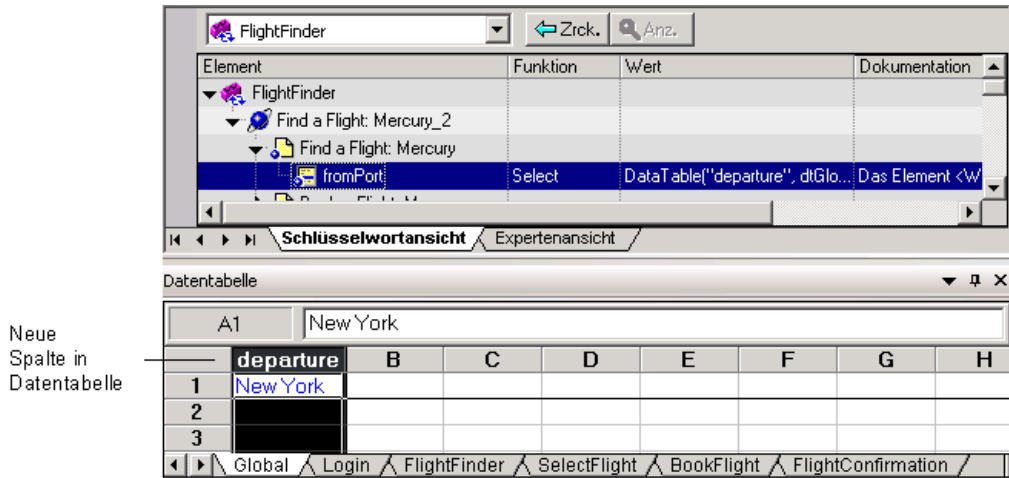 FlightFinder Zrck. Anz.
Element Funktion Wert Dokumentation
FlightFinder
Find a Flight: Mercury_2
Find a Flight: Mercury
fromPort Select DataTable("departure", dtGlo... Das Element <W
Schlüsselwortansicht Expertenansicht
Datentabelle
A1 New York
Neue
Spalte in
Datentabelle
departure B C D E F G H
1 New York
2
3
Global Login FlightFinder SelectFlight BookFlight FlightConfirmation